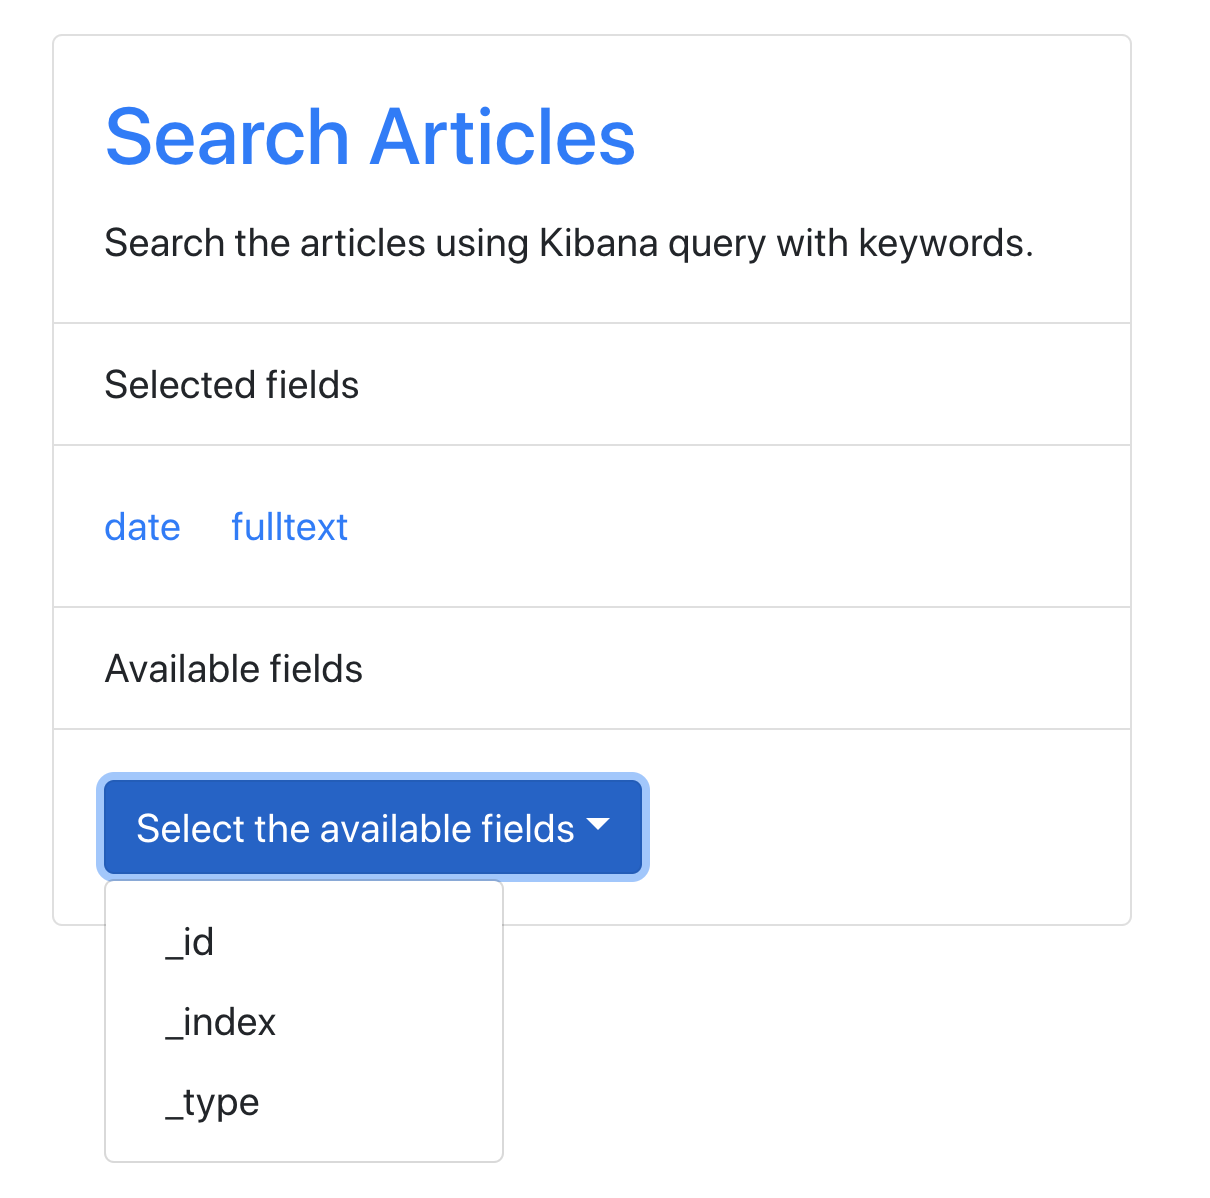 Search Articles
Search the articles using Kibana query with keywords.
Selected fields
date fulltext
Available fields
Select the available fields
_id
_index
_type